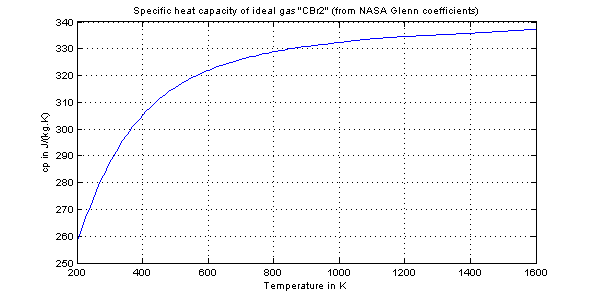 Specific heat capacity of ideal gas "CBr2" (from NASA Glenn coefficients)
340
330
320
310
300
290
280
270
260
250
cp in J/(kg.K)
200 400 600 800 1000 1200 1400 1600
Temperature in K